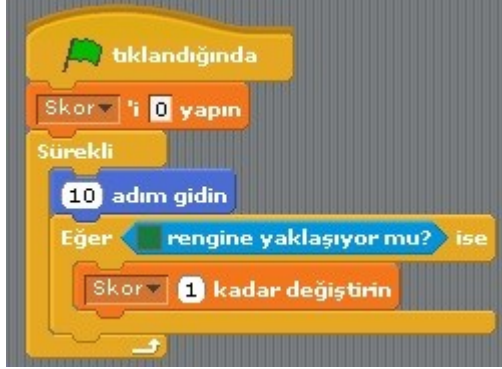 tıklandığında
Skor 'i 0 yapın
Sürekli
10 adım gidin
Eğer rengine yaklaşıyor mu? ise
Skor 1 kadar değiştirin